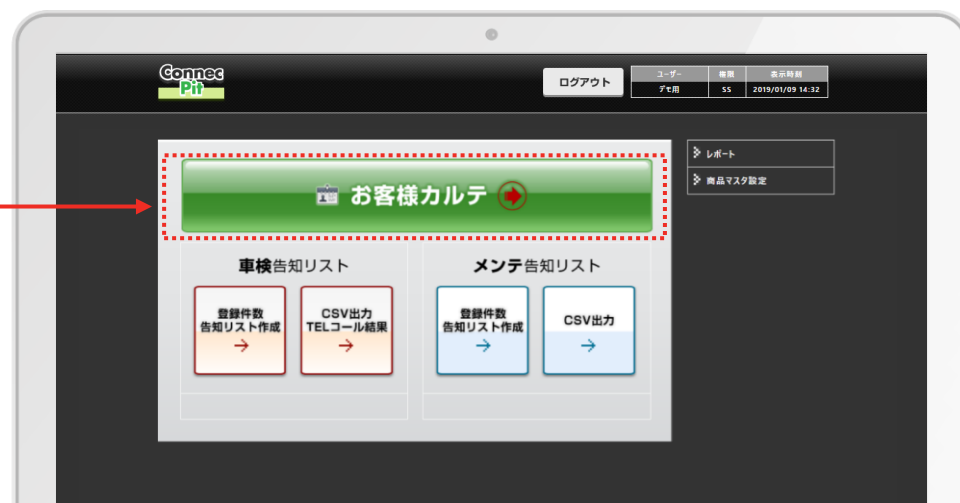 Connec
Pit
ログアウト
ユーザー 権限 表示時刻
デモ用 SS 2019/01/09 14:32
お客様カルテ
レポート
商品マスタ設定
車検告知リスト
メンテ告知リスト
登録件数
告知リスト作成
CSV出力
TELコール結果
登録件数
告知リスト作成
CSV出力